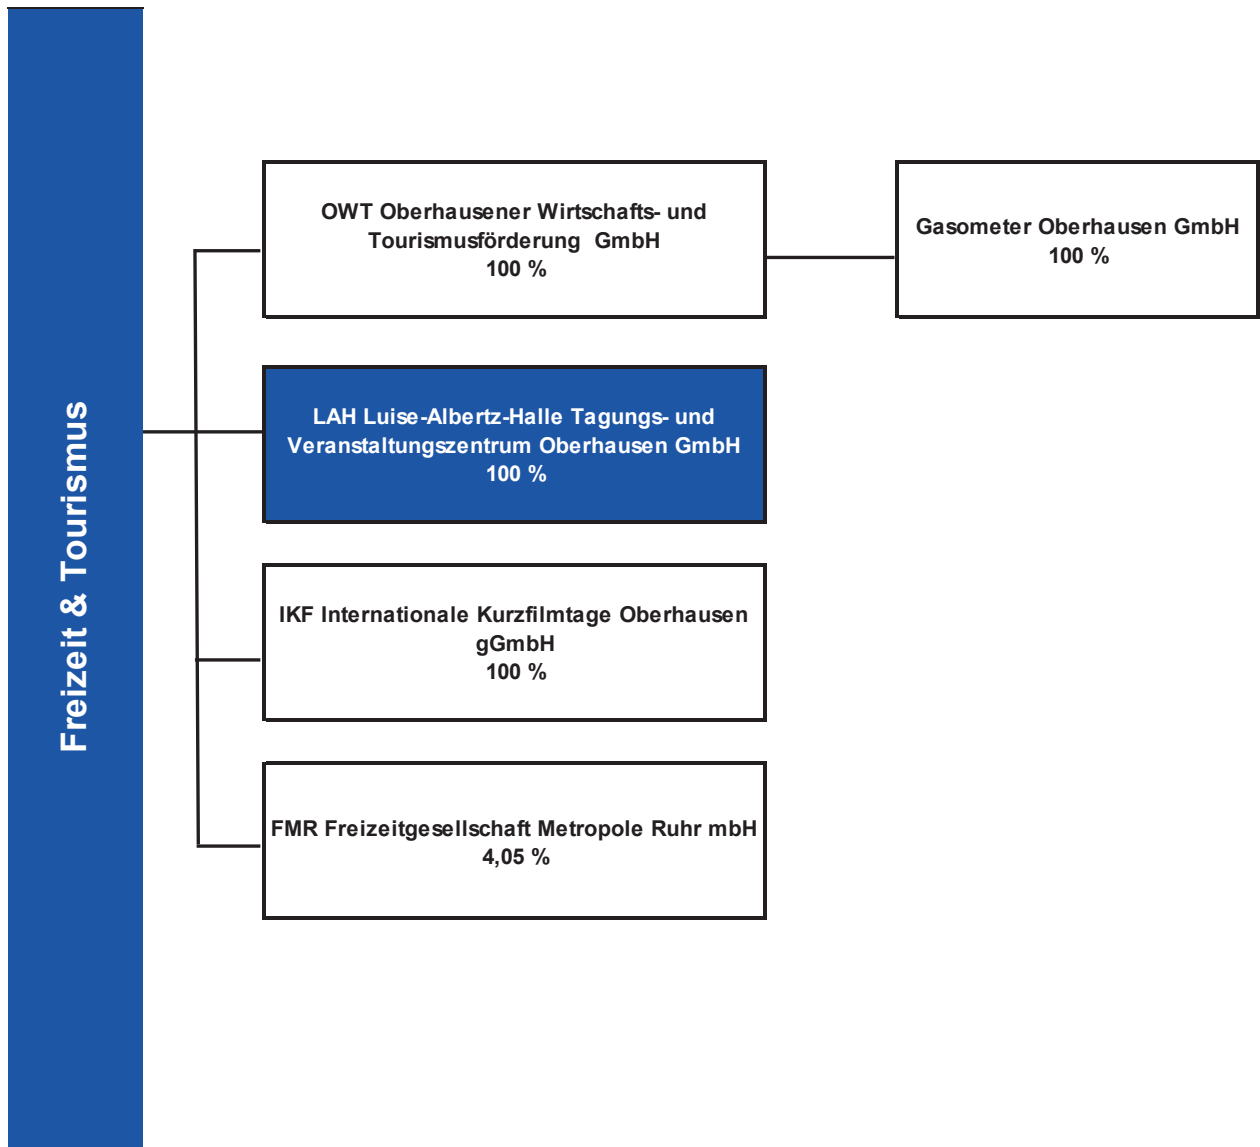 Freizeit & Tourismus
OWT Oberhausener Wirtschafts- und
Tourismusförderung GmbH
100 %
Gasometer Oberhausen GmbH
100 %
LAH Luise-Albertz-Halle Tagungs- und
Veranstaltungszentrum Oberhausen GmbH
100 %
IKF Internationale Kurzfilmtage Oberhausen
gGmbH
100 %
FMR Freizeitgesellschaft Metropole Ruhr mbH
4,05 %